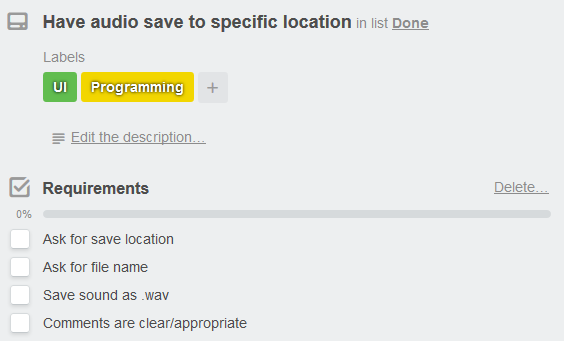 Have audio save to specific location in list Done
Labels
UI Programming +
Edit the description…
Requirements Delete…
0%
Ask for save location
Ask for file name
Save sound as .wav
Comments are clear/appropriate